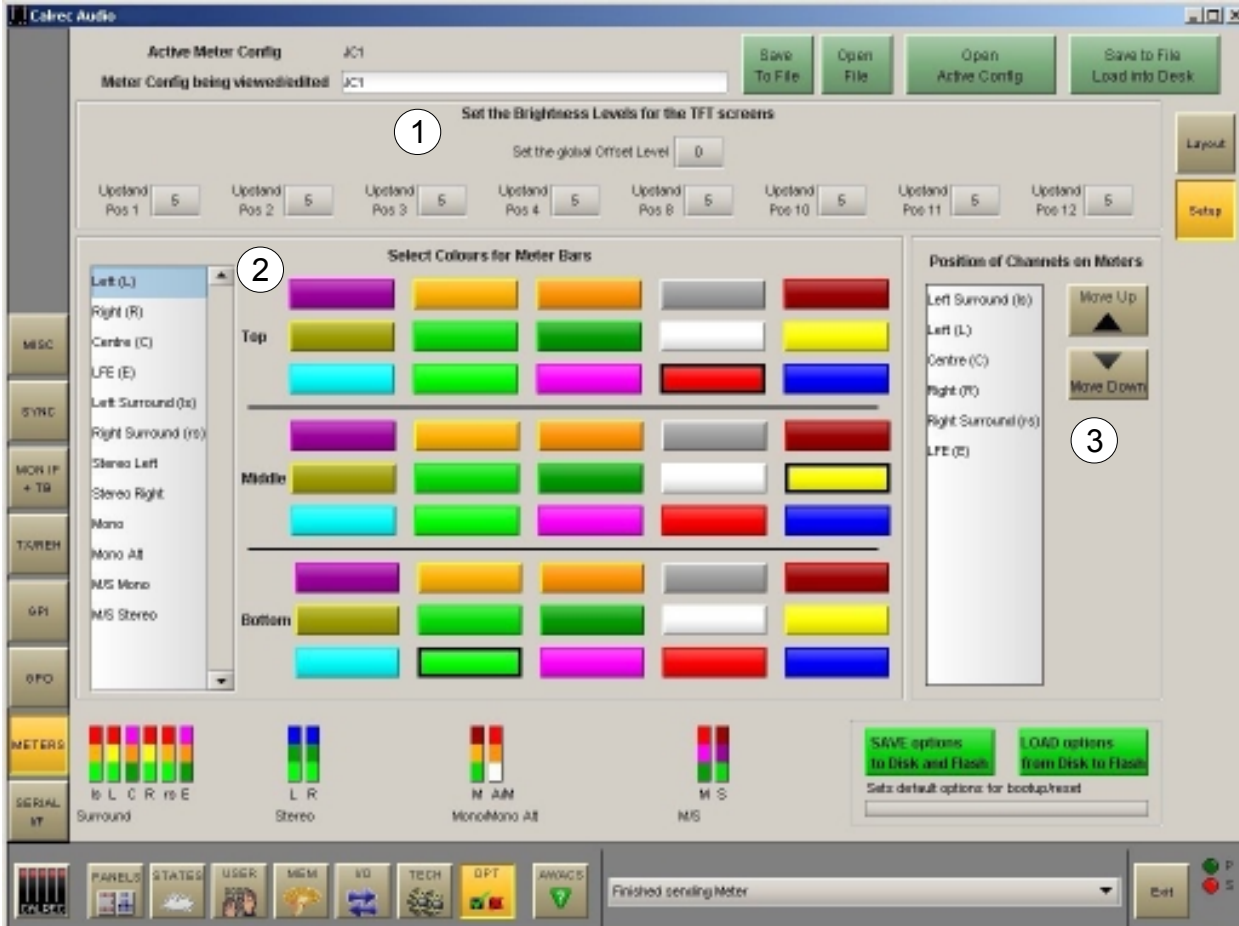 Calrec Audio
Active Meter Config JC1
Meter Config being viewed/edited JC1
Save To File
Open File
Open Active Config
Save to File Load into Desk
1
Set the Brightness Levels for the TFT screens
Set the global Offset Level 0
Upstand Pos 1 5
Upstand Pos 2 5
Upstand Pos 3 5
Upstand Pos 4 5
Upstand Pos 8 5
Upstand Pos 10 5
Upstand Pos 11 5
Upstand Pos 12 5
Layout
Setup
2
Select Colours for Meter Bars
Left (L)
Right (R)
Centre (C)
LFE (E)
Left Surround (ls)
Right Surround (rs)
Stereo Left
Stereo Right
Mono
Mono Alt
M/S Mono
M/S Stereo
Top
Middle
Bottom
Position of Channels on Meters
Left Surround (ls)
Left (L)
Centre (C)
Right (R)
Right Surround (rs)
LFE (E)
Move Up
Move Down
3
MISC
SYNC
MON IP + TB
TX/REH
GPI
OPO
METERS
SERIAL I/F
ls L C R rs E
Surround
L R
Stereo
M A/M
Mono/Mono Alt
M S
M/S
SAVE options to Disk and Flash
LOAD options from Disk to Flash
Sets default options for bootup/reset
CALREC
PANELS
STATES
USER
MEM
I/O
TECH
OPT
AWACS
Finished sending Meter
Exit
P
S